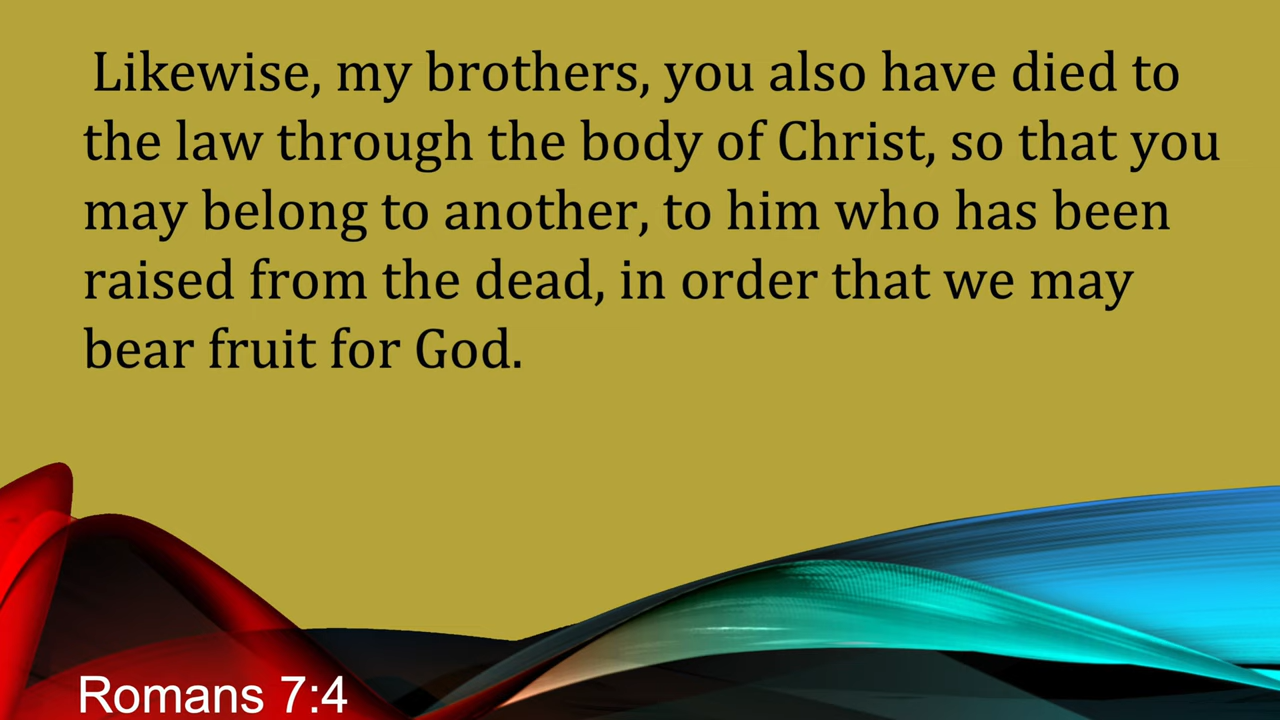 Likewise, my brothers, you also have died to
the law through the body of Christ, so that you
may belong to another, to him who has been
raised from the dead, in order that we may
bear fruit for God.
Romans 7:4